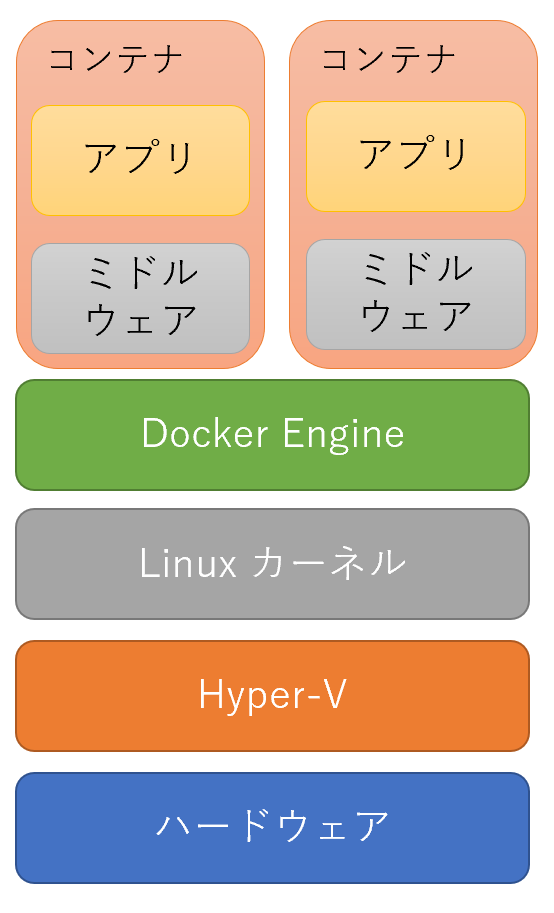 コンテナ
アプリ
ミドル
ウェア
コンテナ
アプリ
ミドル
ウェア
Docker Engine
Linux カーネル
Hyper-V
ハードウェア